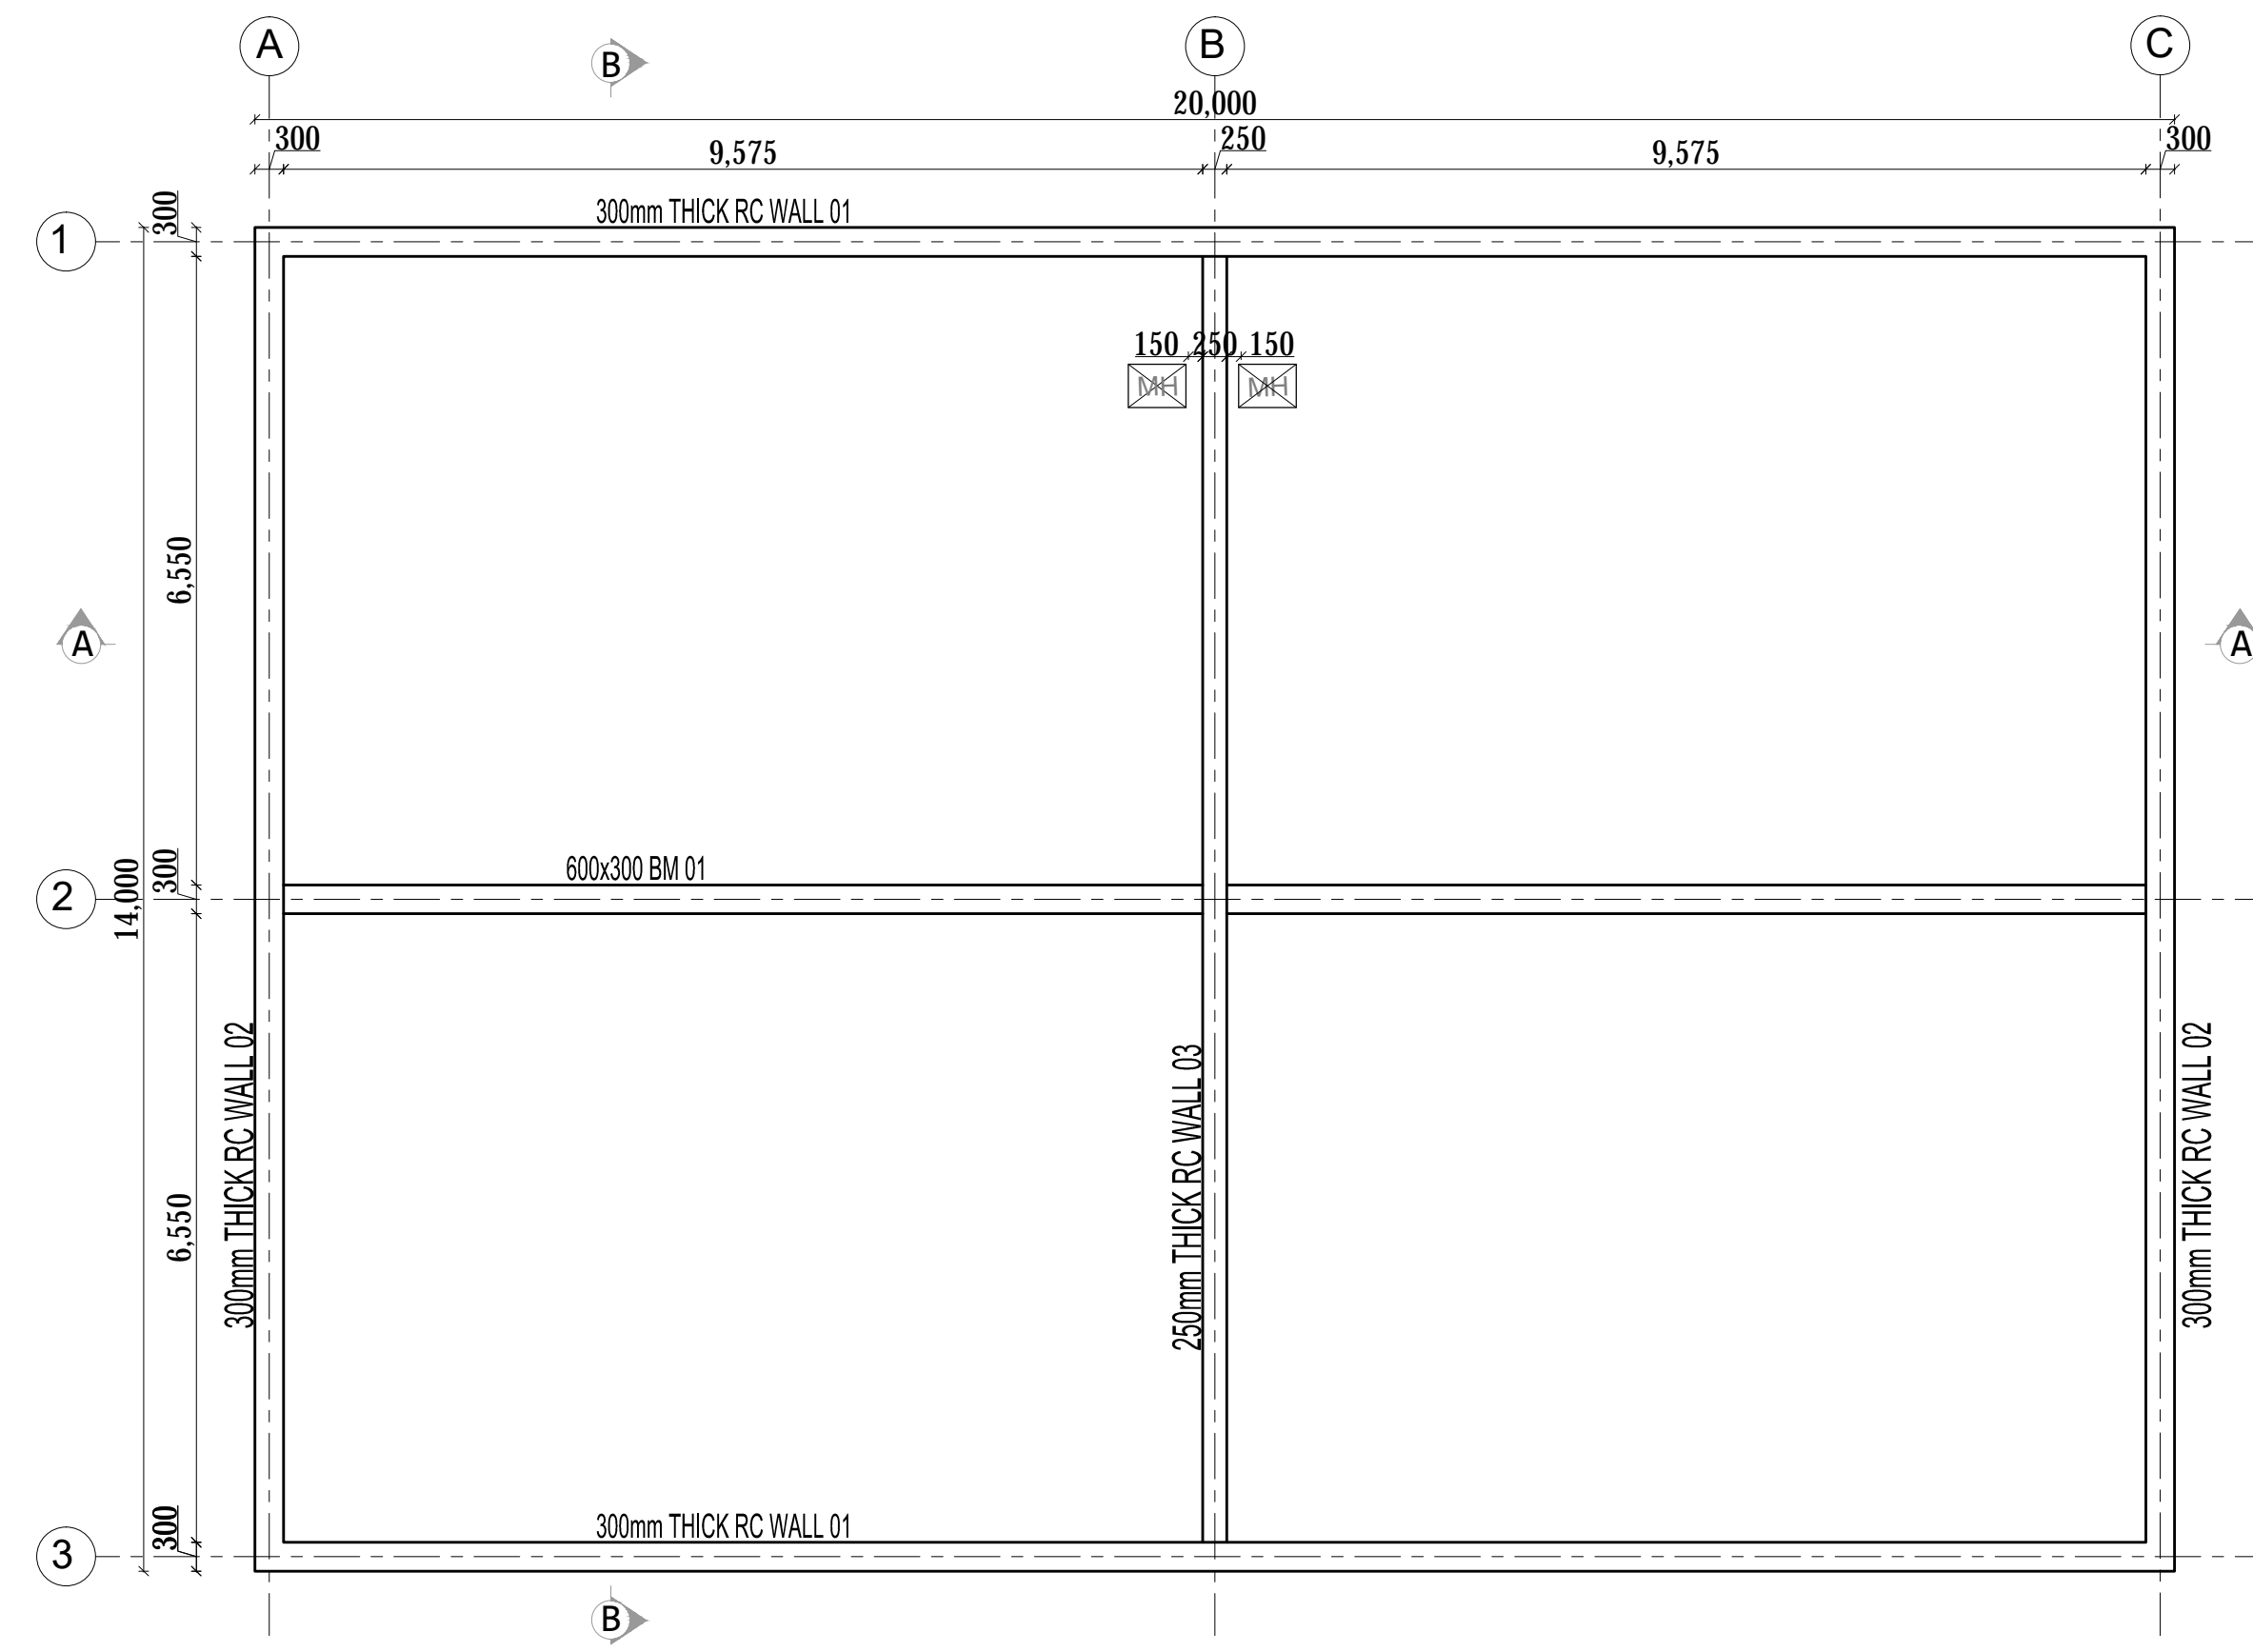 A
B
C
B
20,000
300
9,575
250
9,575
300
300
300mm THICK RC WALL 01
1
150 250 150
MH
MH
6,550
A
A
600x300 BM 01
300
2
14,000
300mm THICK RC WALL 02
250mm THICK RC WALL 03
300mm THICK RC WALL 02
6,550
300mm THICK RC WALL 01
300
3
B